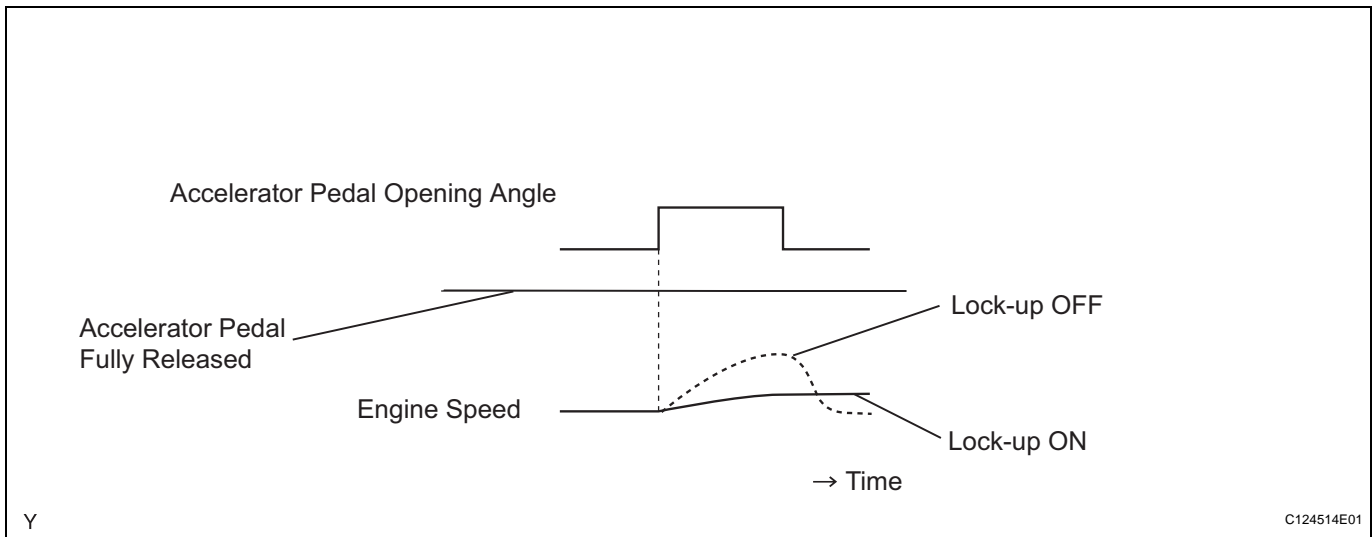 Accelerator Pedal Opening Angle
Accelerator Pedal
Fully Released
Lock-up OFF
Engine Speed
Lock-up ON
→ Time
Y
C124514E01